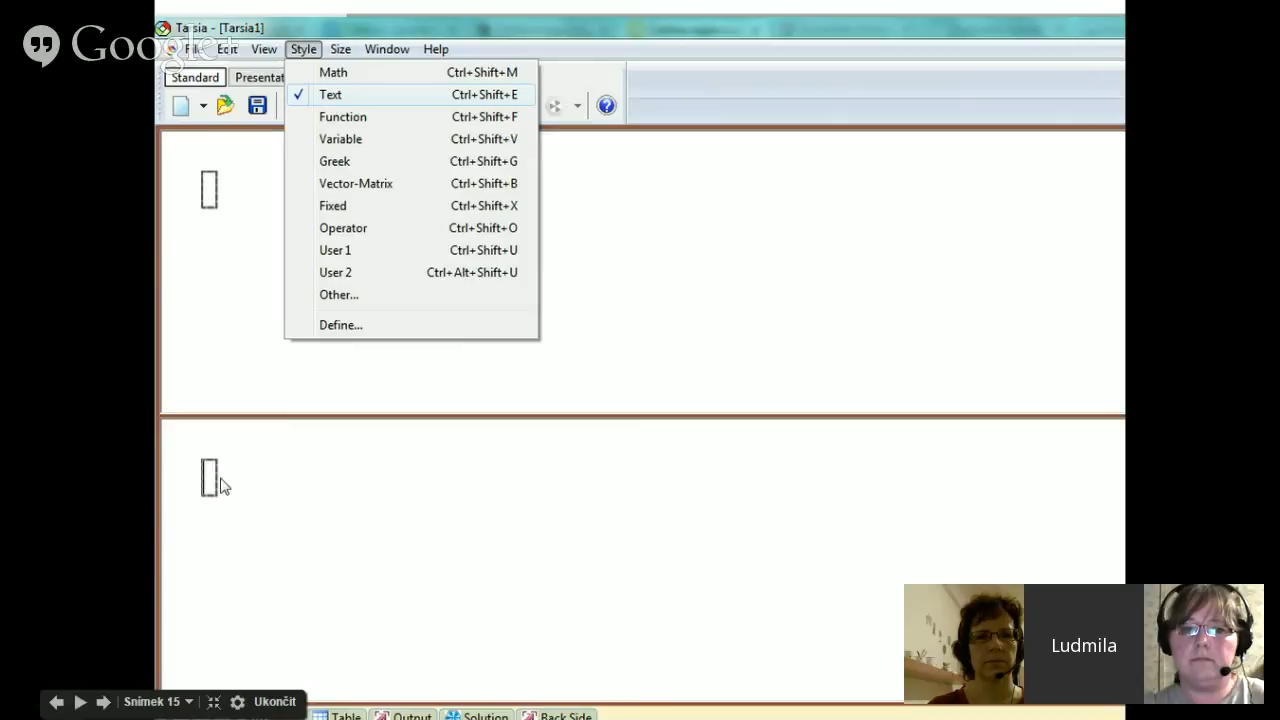 Google+
Tarsia - [Tarsia1]
File Edit View Style Size Window Help
Standard Presentat
Math Ctrl+Shift+M
Text Ctrl+Shift+E
Function Ctrl+Shift+F
Variable Ctrl+Shift+V
Greek Ctrl+Shift+G
Vector-Matrix Ctrl+Shift+B
Fixed Ctrl+Shift+X
Operator Ctrl+Shift+O
User 1 Ctrl+Shift+U
User 2 Ctrl+Alt+Shift+U
Other...
Define...
Ludmila
Snímek 15 Ukončit
Table Output Solution Back Side